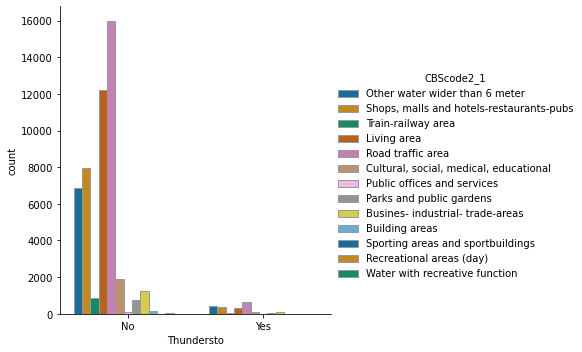 16000
14000
12000
10000
8000
6000
4000
2000
0
count
No
Yes
Thundersto
CBScode2_1
Other water wider than 6 meter
Shops, malls and hotels-restaurants-pubs
Train-railway area
Living area
Road traffic area
Cultural, social, medical, educational
Public offices and services
Parks and public gardens
Busines- industrial- trade-areas
Building areas
Sporting areas and sportbuildings
Recreational areas (day)
Water with recreative function